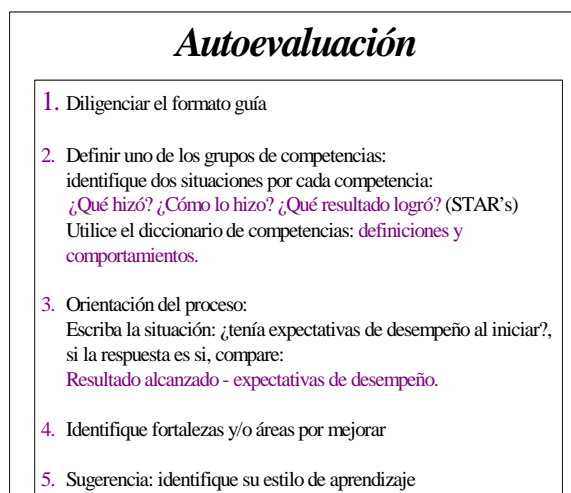 Autoevaluación
1. Diligenciar el formato guía
2. Definir uno de los grupos de competencias:
identifique dos situaciones por cada competencia:
¿Qué hizó? ¿Cómo lo hizo? ¿Qué resultado logró? (STAR's)
Utilice el diccionario de competencias: definiciones y
comportamientos.
3. Orientación del proceso:
Escriba la situación: ¿tenía expectativas de desempeño al iniciar?,
si la respuesta es si, compare:
Resultado alcanzado - expectativas de desempeño.
4. Identifique fortalezas y/o áreas por mejorar
5. Sugerencia: identifique su estilo de aprendizaje